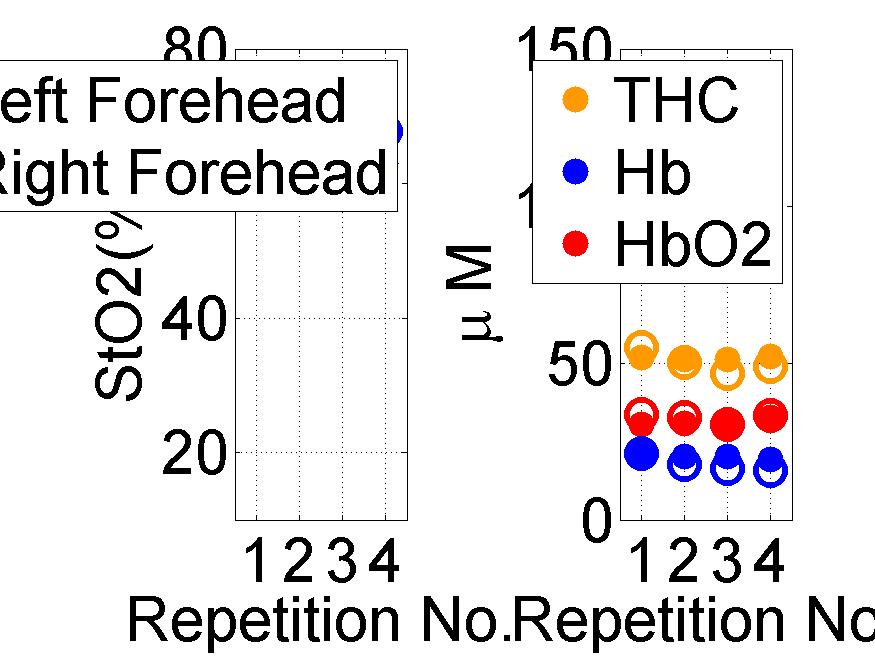 80
eft Forehead
Right Forehead
StO2(%
40
20
1 2 3 4
Repetition No.
150
1
THC
Hb
HbO2
μ M
50
0
1 2 3 4
Repetition No